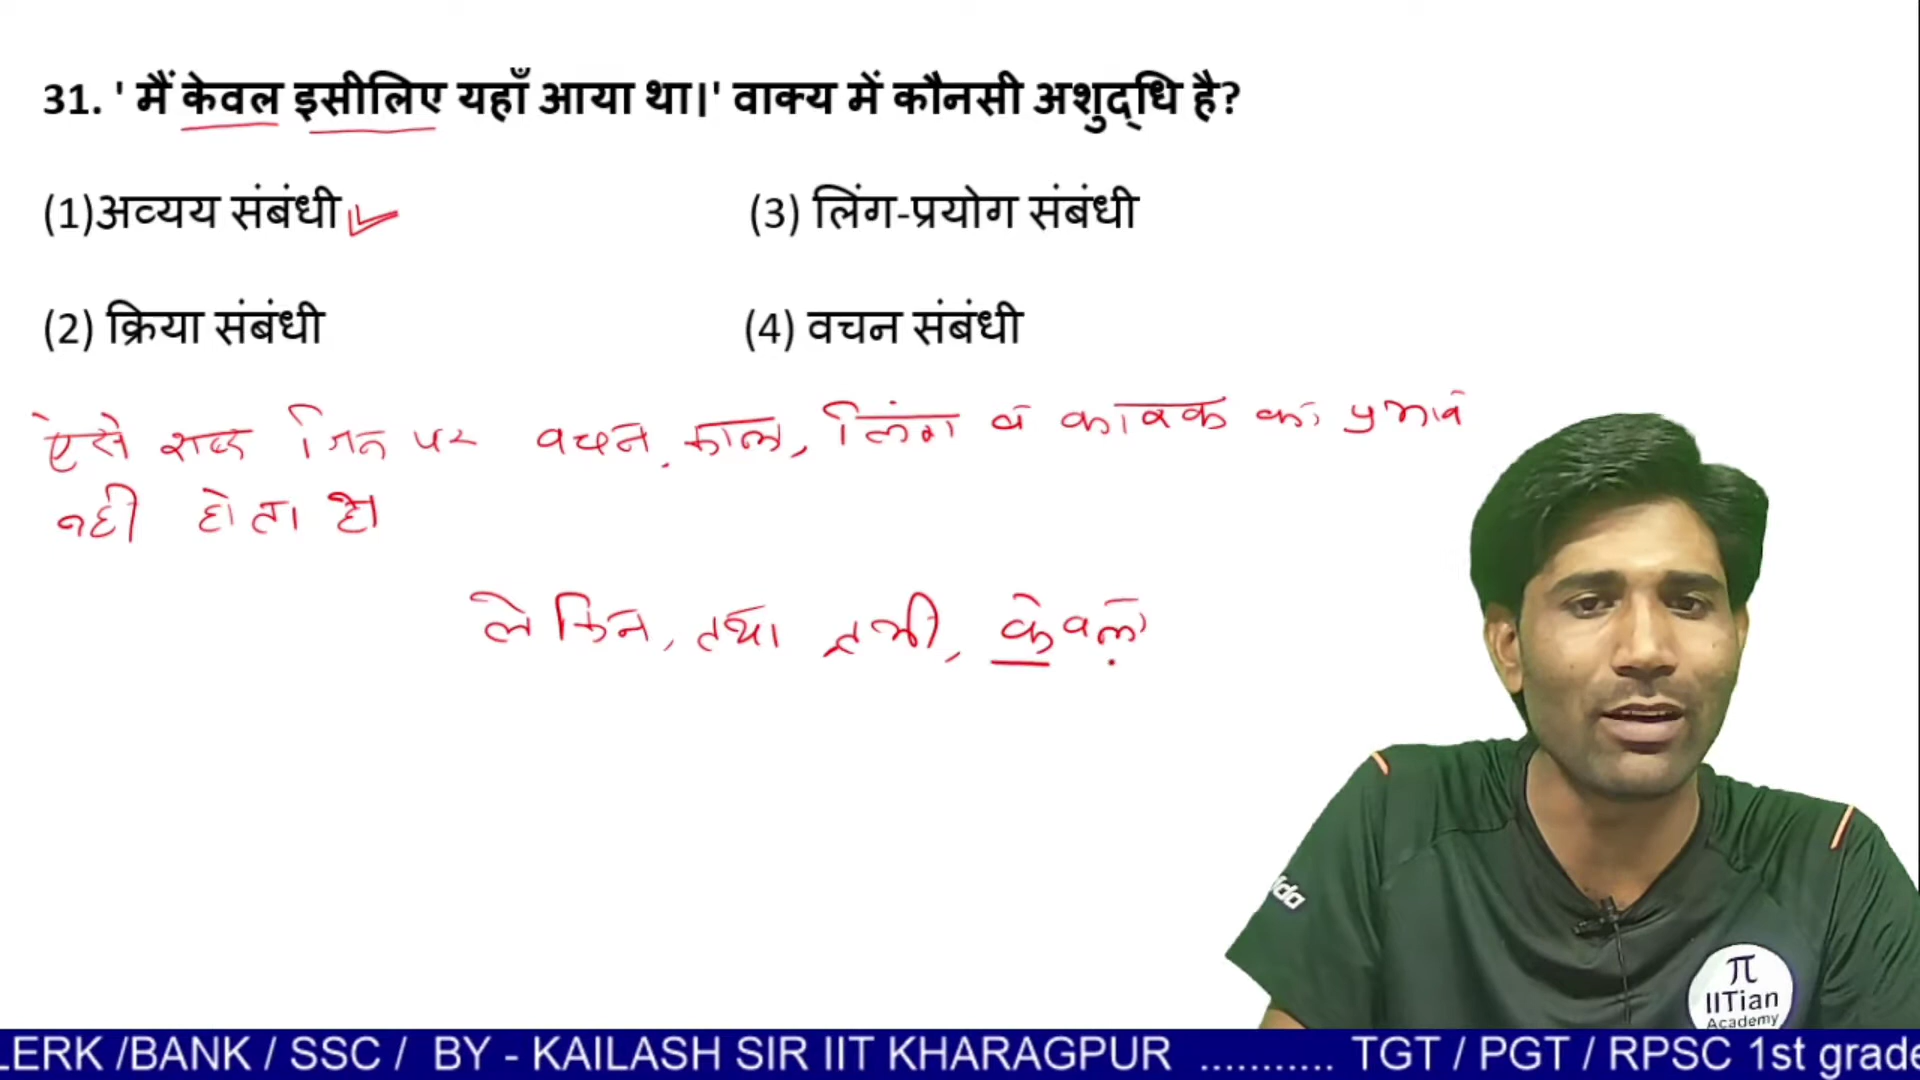 31. ' मैं केवल इसीलिए यहाँ आया था।' वाक्य में कौनसी अशुद्धि है?
(1)अव्यय संबंधी
(3) लिंग-प्रयोग संबंधी
(2) क्रिया संबंधी
(4) वचन संबंधी
ऐसे शब्द जिन पर वचन, काल, लिंग व कारक का प्रभाव
नही होता है।
लेकिन, तथा तभी, केवल
da
π
IITian
Academy
LERK /BANK / SSC / BY - KAILASH SIR IIT KHARAGPUR ........... TGT / PGT / RPSC 1st grade